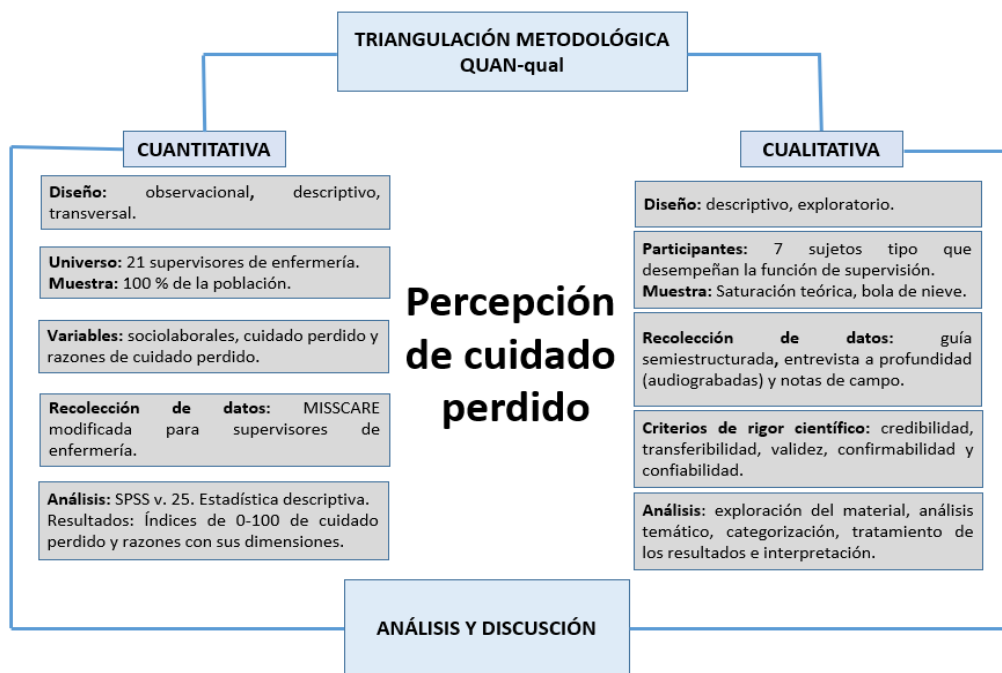 TRIANGULACIÓN METODOLÓGICA
QUAN-qual
CUANTITATIVA
Diseño: observacional, descriptivo,
transversal.
Universo: 21 supervisores de enfermería.
Muestra: 100 % de la población.
Variables: sociolaborales, cuidado perdido y
razones de cuidado perdido.
Recolección de datos: MISSCARE
modificada para supervisores de
enfermería.
Análisis: SPSS v. 25. Estadística descriptiva.
Resultados: Índices de 0-100 de cuidado
perdido y razones con sus dimensiones.
Percepción
de cuidado
perdido
CUALITATIVA
Diseño: descriptivo, exploratorio.
Participantes: 7 sujetos tipo que
desempeñan la función de supervisión.
Muestra: Saturación teórica, bola de nieve.
Recolección de datos: guía
semiestructurada, entrevista a profundidad
(audiograbadas) y notas de campo.
Criterios de rigor científico: credibilidad,
transferibilidad, validez, confirmabilidad y
confiabilidad.
Análisis: exploración del material, análisis
temático, categorización, tratamiento de
los resultados e interpretación.
ANÁLISIS Y DISCUSCIÓN